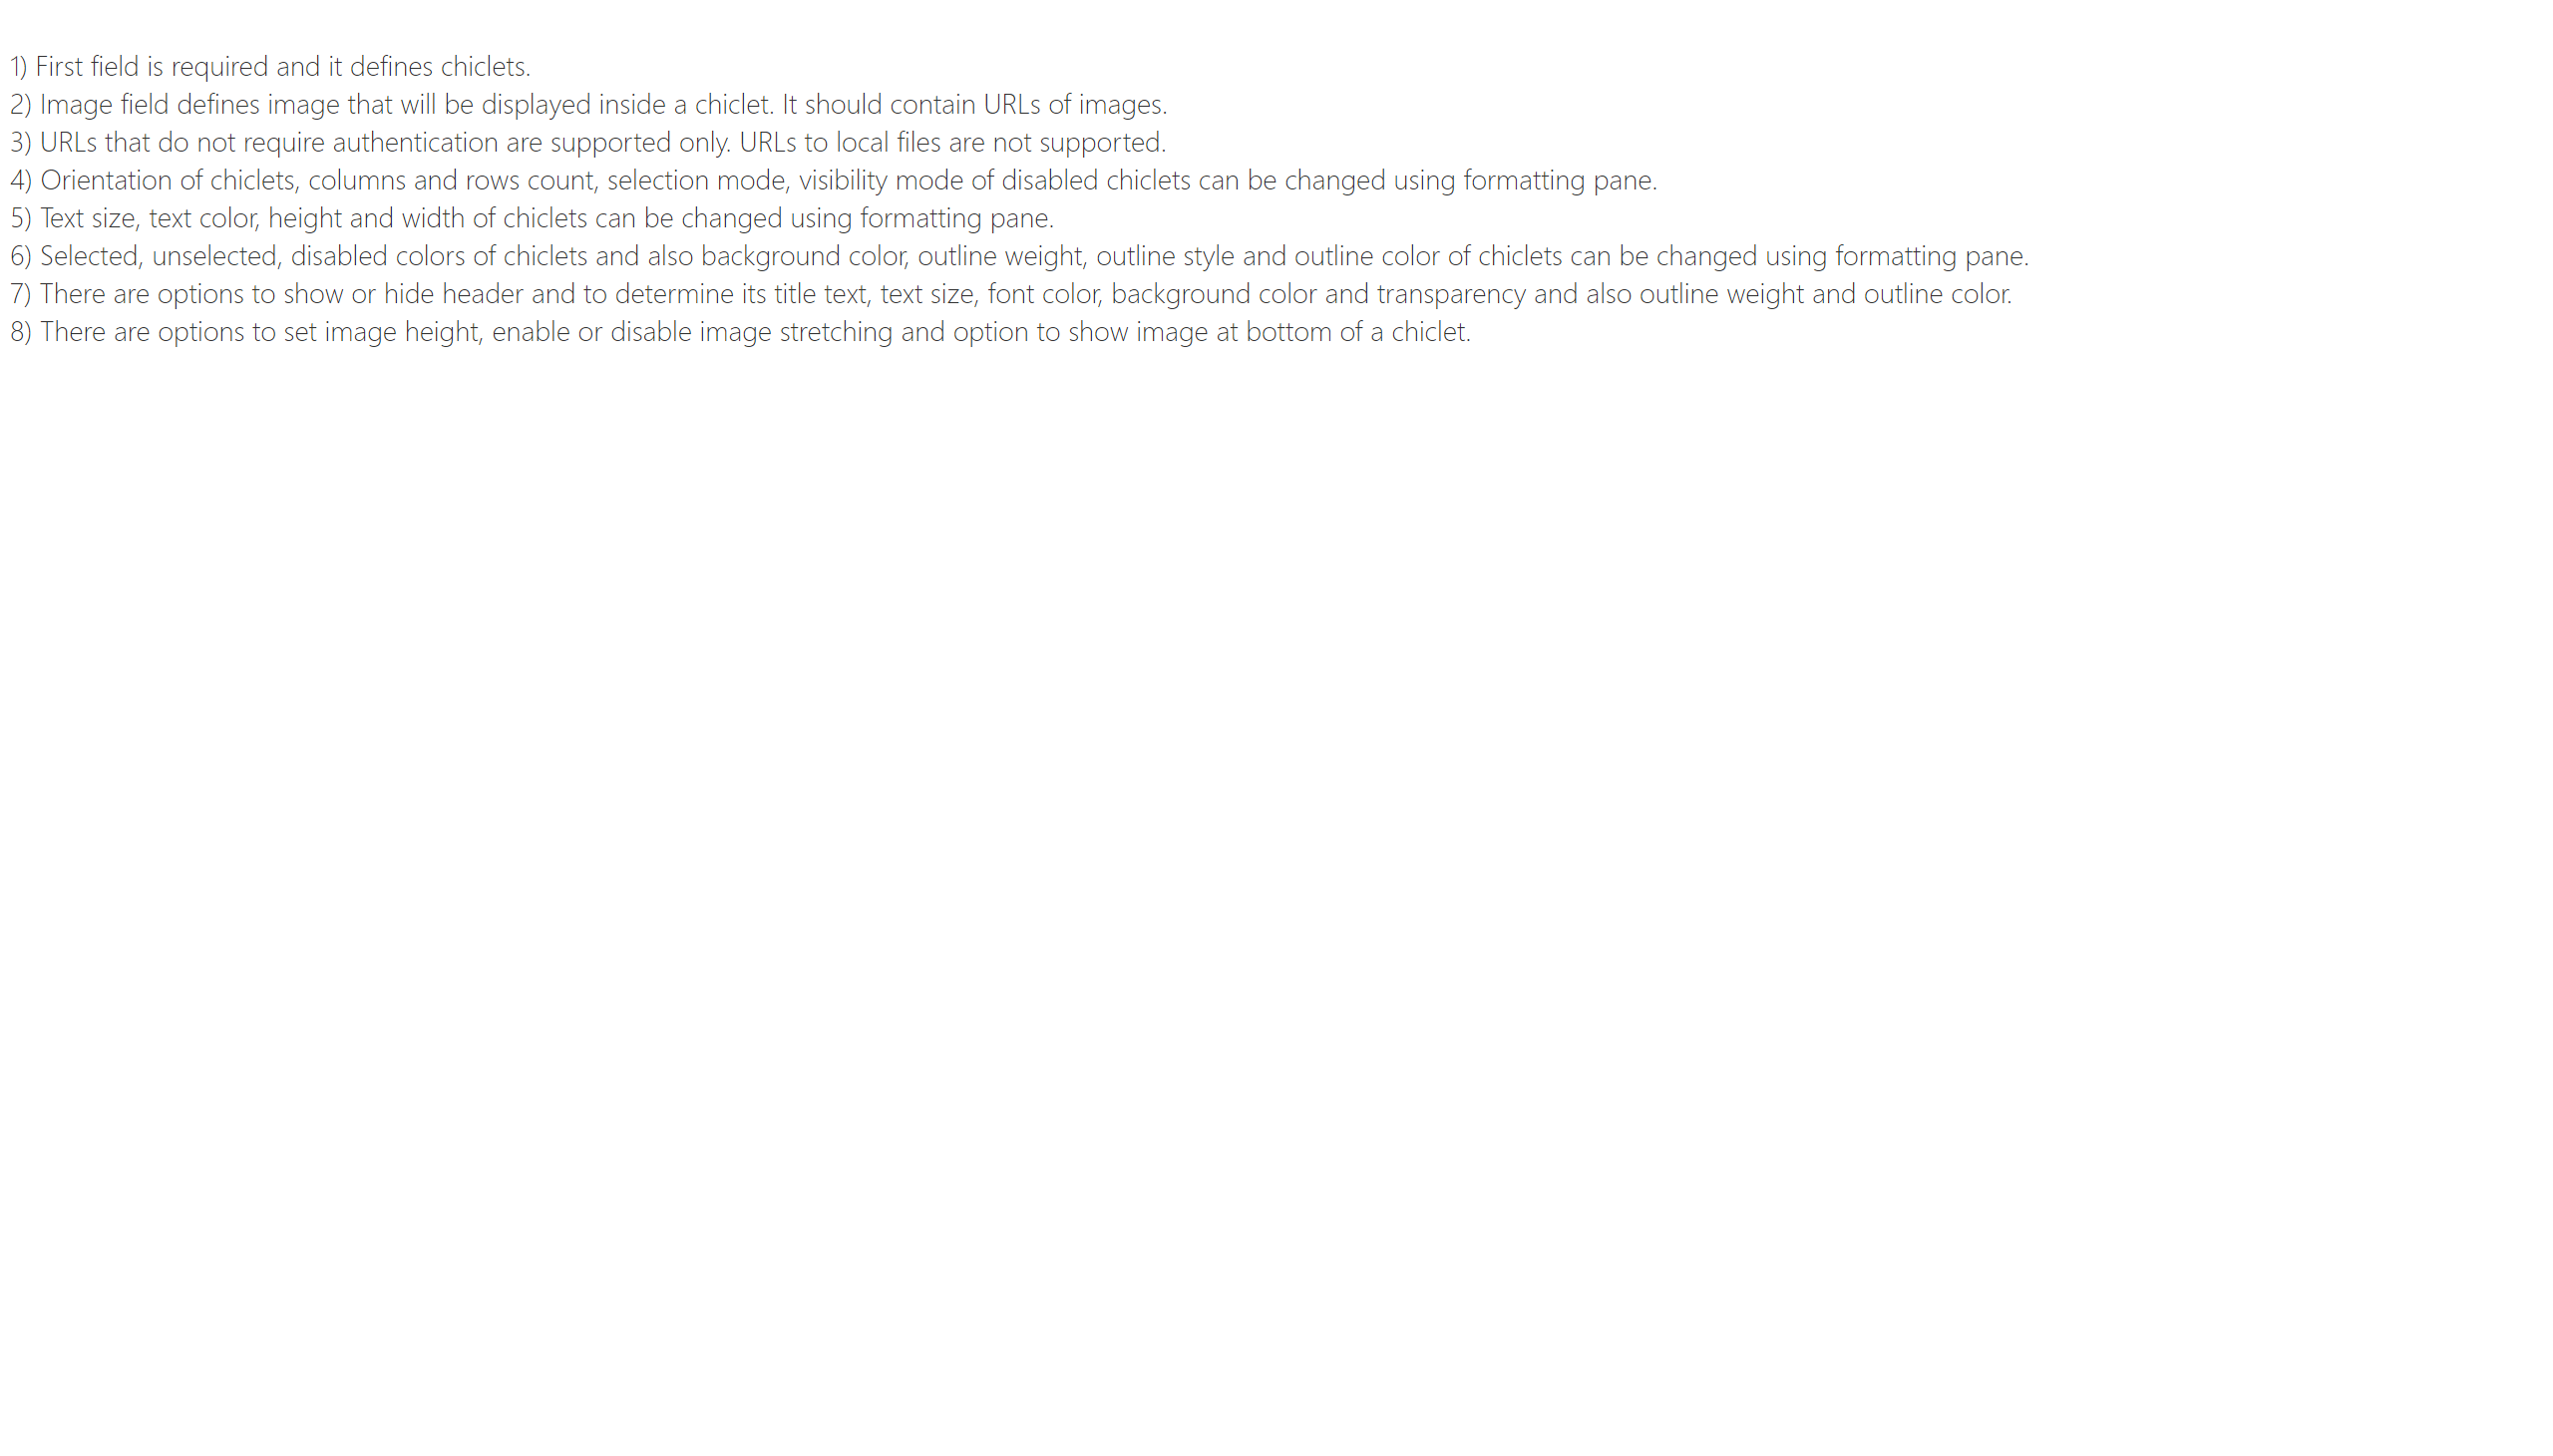 1) First field is required and it defines chiclets.
2) Image field defines image that will be displayed inside a chiclet. It should contain URLs of images.
3) URLs that do not require authentication are supported only. URLs to local files are not supported.
4) Orientation of chiclets, columns and rows count, selection mode, visibility mode of disabled chiclets can be changed using formatting pane.
5) Text size, text color, height and width of chiclets can be changed using formatting pane.
6) Selected, unselected, disabled colors of chiclets and also background color, outline weight, outline style and outline color of chiclets can be changed using formatting pane.
7) There are options to show or hide header and to determine its title text, text size, font color, background color and transparency and also outline weight and outline color.
8) There are options to set image height, enable or disable image stretching and option to show image at bottom of a chiclet.